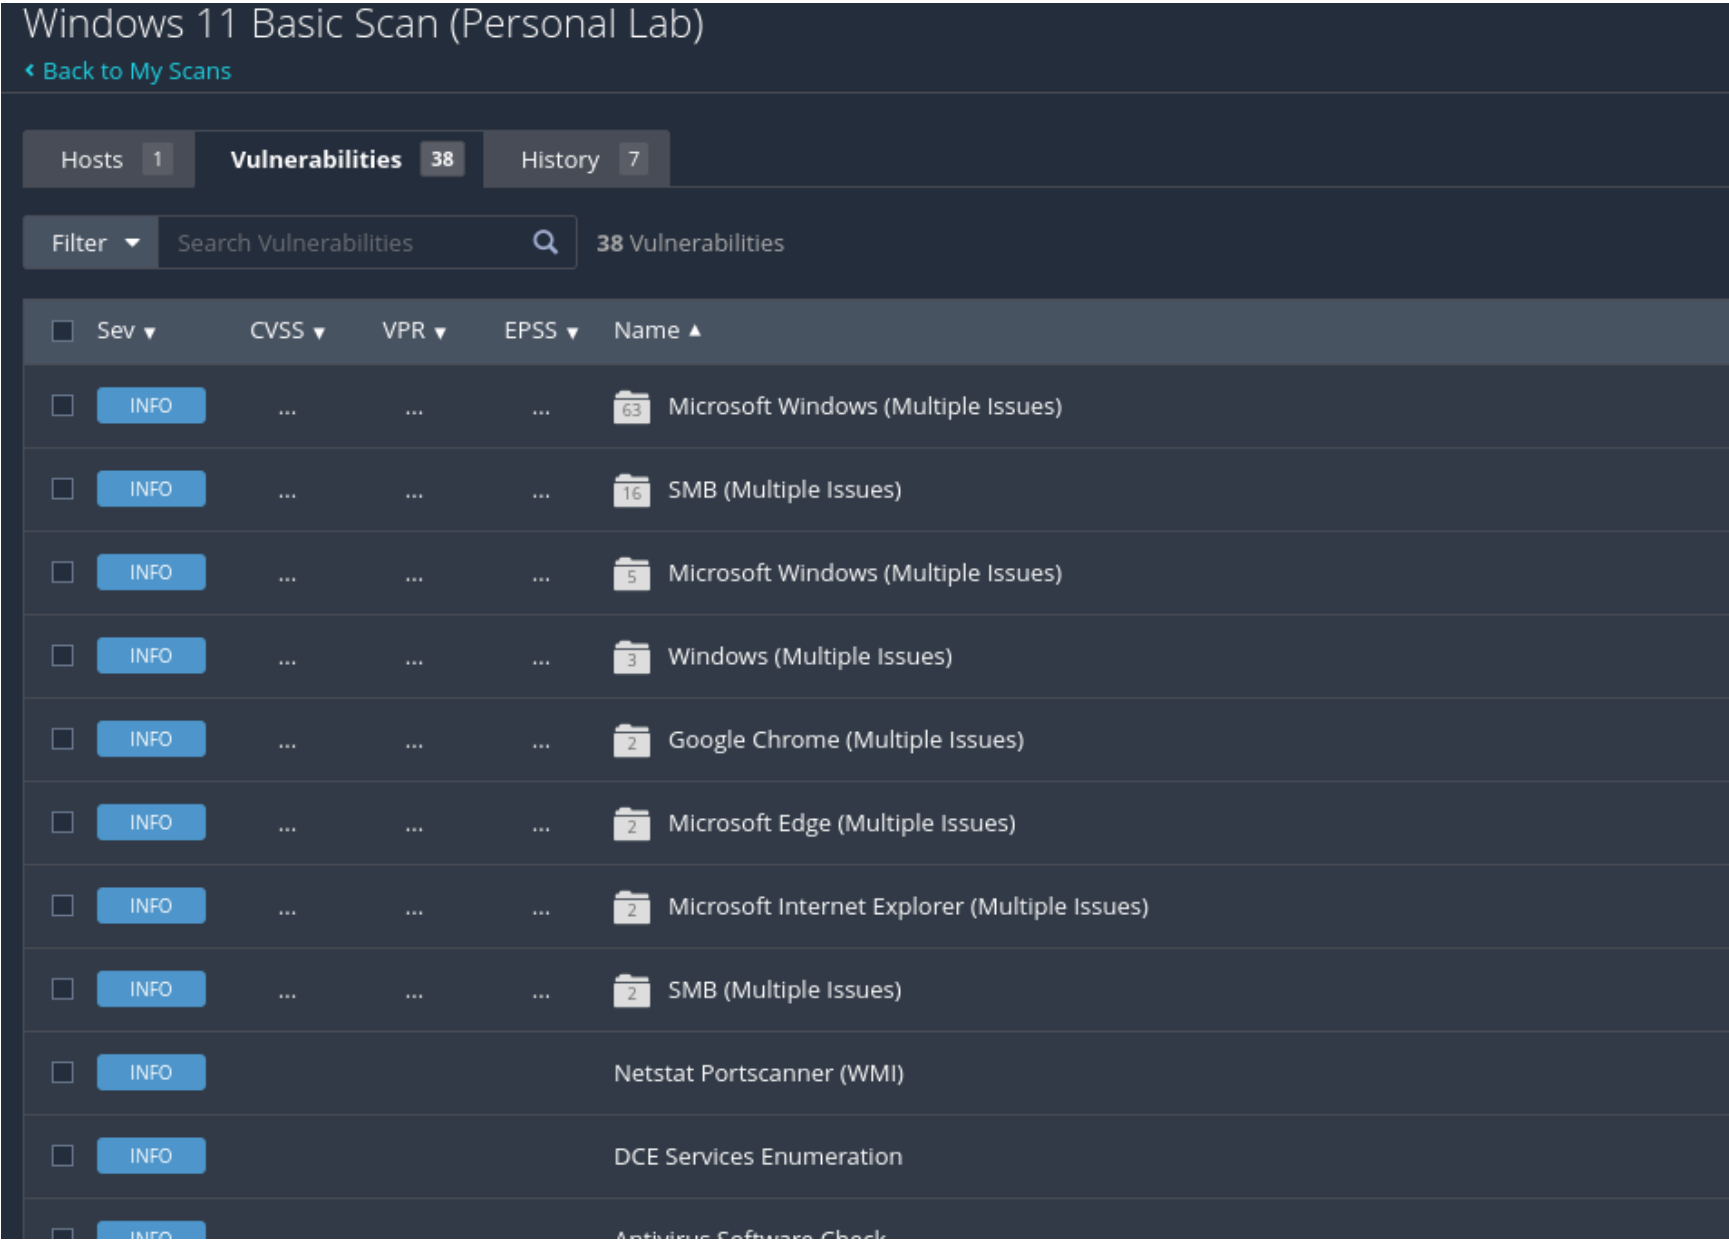 Windows 11 Basic Scan (Personal Lab)
Back to My Scans
Hosts 1 Vulnerabilities 38 History 7
Filter Search Vulnerabilities 38 Vulnerabilities
Sev CVSS VPR EPSS Name
INFO ... ... ... 63 Microsoft Windows (Multiple Issues)
INFO ... ... ... 16 SMB (Multiple Issues)
INFO ... ... ... 5 Microsoft Windows (Multiple Issues)
INFO ... ... ... 3 Windows (Multiple Issues)
INFO ... ... ... 2 Google Chrome (Multiple Issues)
INFO ... ... ... 2 Microsoft Edge (Multiple Issues)
INFO ... ... ... 2 Microsoft Internet Explorer (Multiple Issues)
INFO ... ... ... 2 SMB (Multiple Issues)
INFO Netstat Portscanner (WMI)
INFO DCE Services Enumeration
INFO Antivirus Software Check